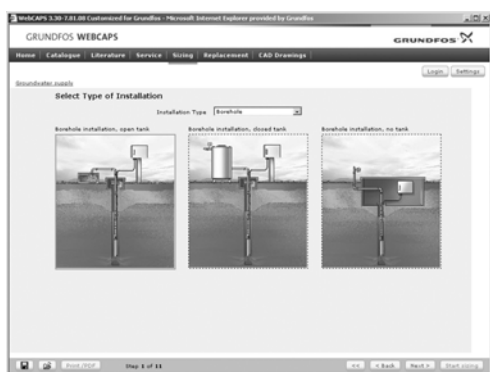 WebCAPS 3.30-7.01.00 Customized for Grundfos - Microsoft Internet Explorer provided by Grundfos
GRUNDFOS WEBCAPS
GRUNDFOS
Home Catalogue Literature Service Sizing Replacement CAD Drawings
Login Settings
Groundwater supply
Select Type of Installation
Installation Type Borehole
Borehole installation, open tank Borehole installation, closed tank Borehole installation, no tank
Print/PDF Step 1 of 11 << < Back Next > Start sizing